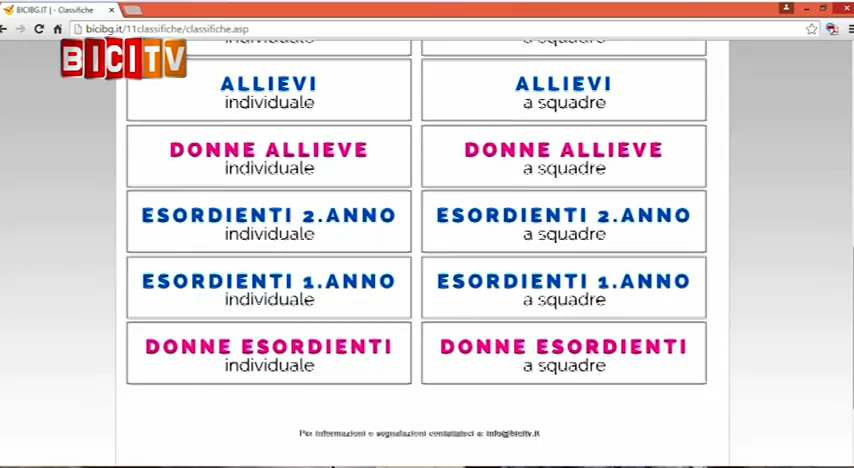 BICIBG.IT | - Classifiche
bicibg.it/11classifiche/classifiche.asp
BICITV
individuale a squadre
ALLIEVI ALLIEVI
individuale a squadre
DONNE ALLIEVE DONNE ALLIEVE
individuale a squadre
ESORDIENTI 2.ANNO ESORDIENTI 2.ANNO
individuale a squadre
ESORDIENTI 1.ANNO ESORDIENTI 1.ANNO
individuale a squadre
DONNE ESORDIENTI DONNE ESORDIENTI
individuale a squadre
Per informazioni o segnalazioni contattateci a: info@bicitv.it